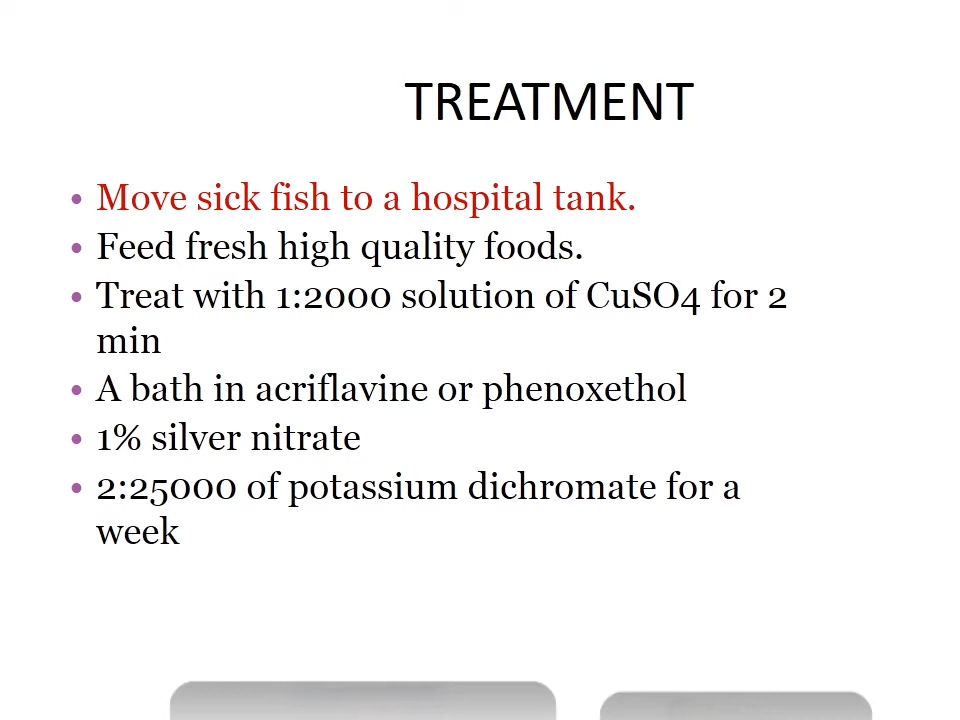 TREATMENT
• Move sick fish to a hospital tank.
• Feed fresh high quality foods.
• Treat with 1:2000 solution of CuSO4 for 2
min
• A bath in acriflavine or phenoxethol
• 1% silver nitrate
• 2:25000 of potassium dichromate for a
week